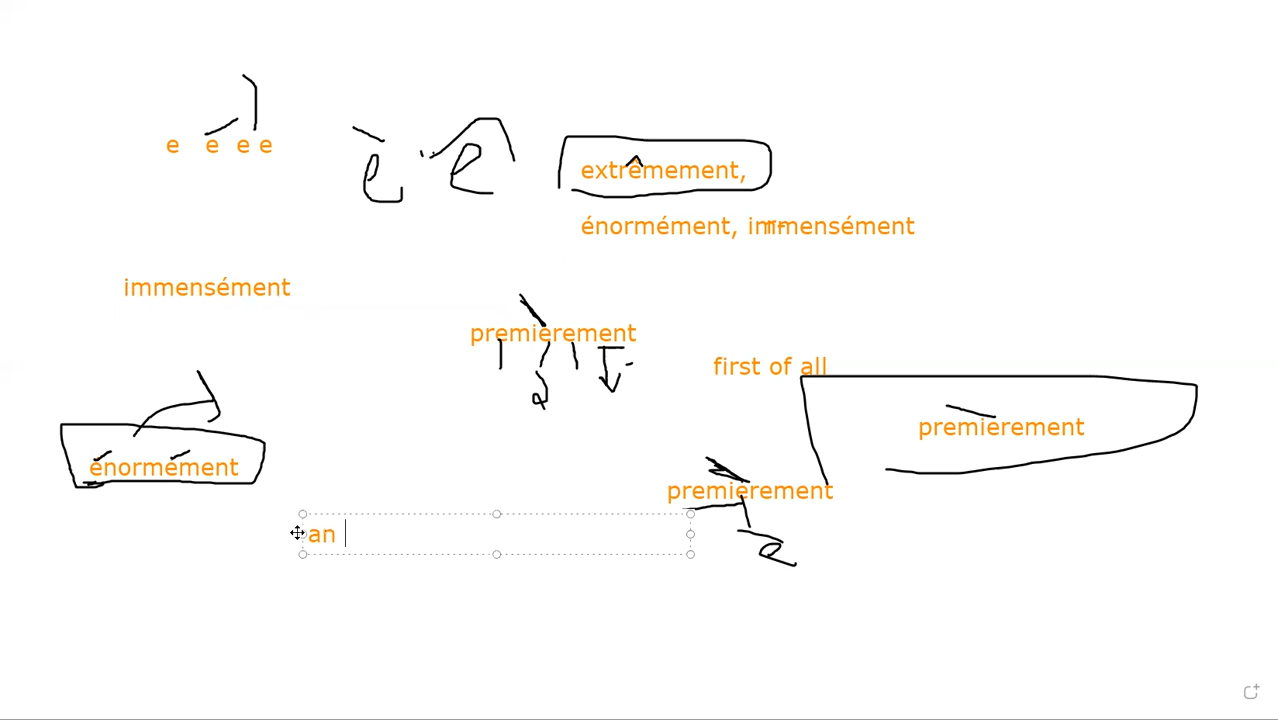 e e e e
è ê
extrêmement,
énormément, immensément
immensément
premièrement
e
first of all
premièrement
énormément
premièrement
an
e